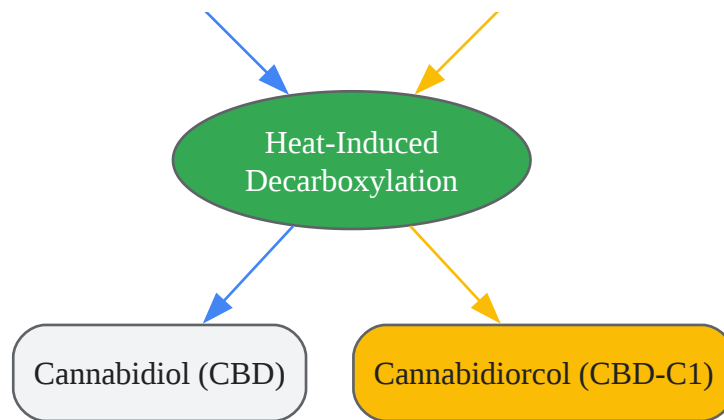 Heat-Induced
Decarboxylation
Cannabidiol (CBD)
Cannabidiorcol (CBD-C1)